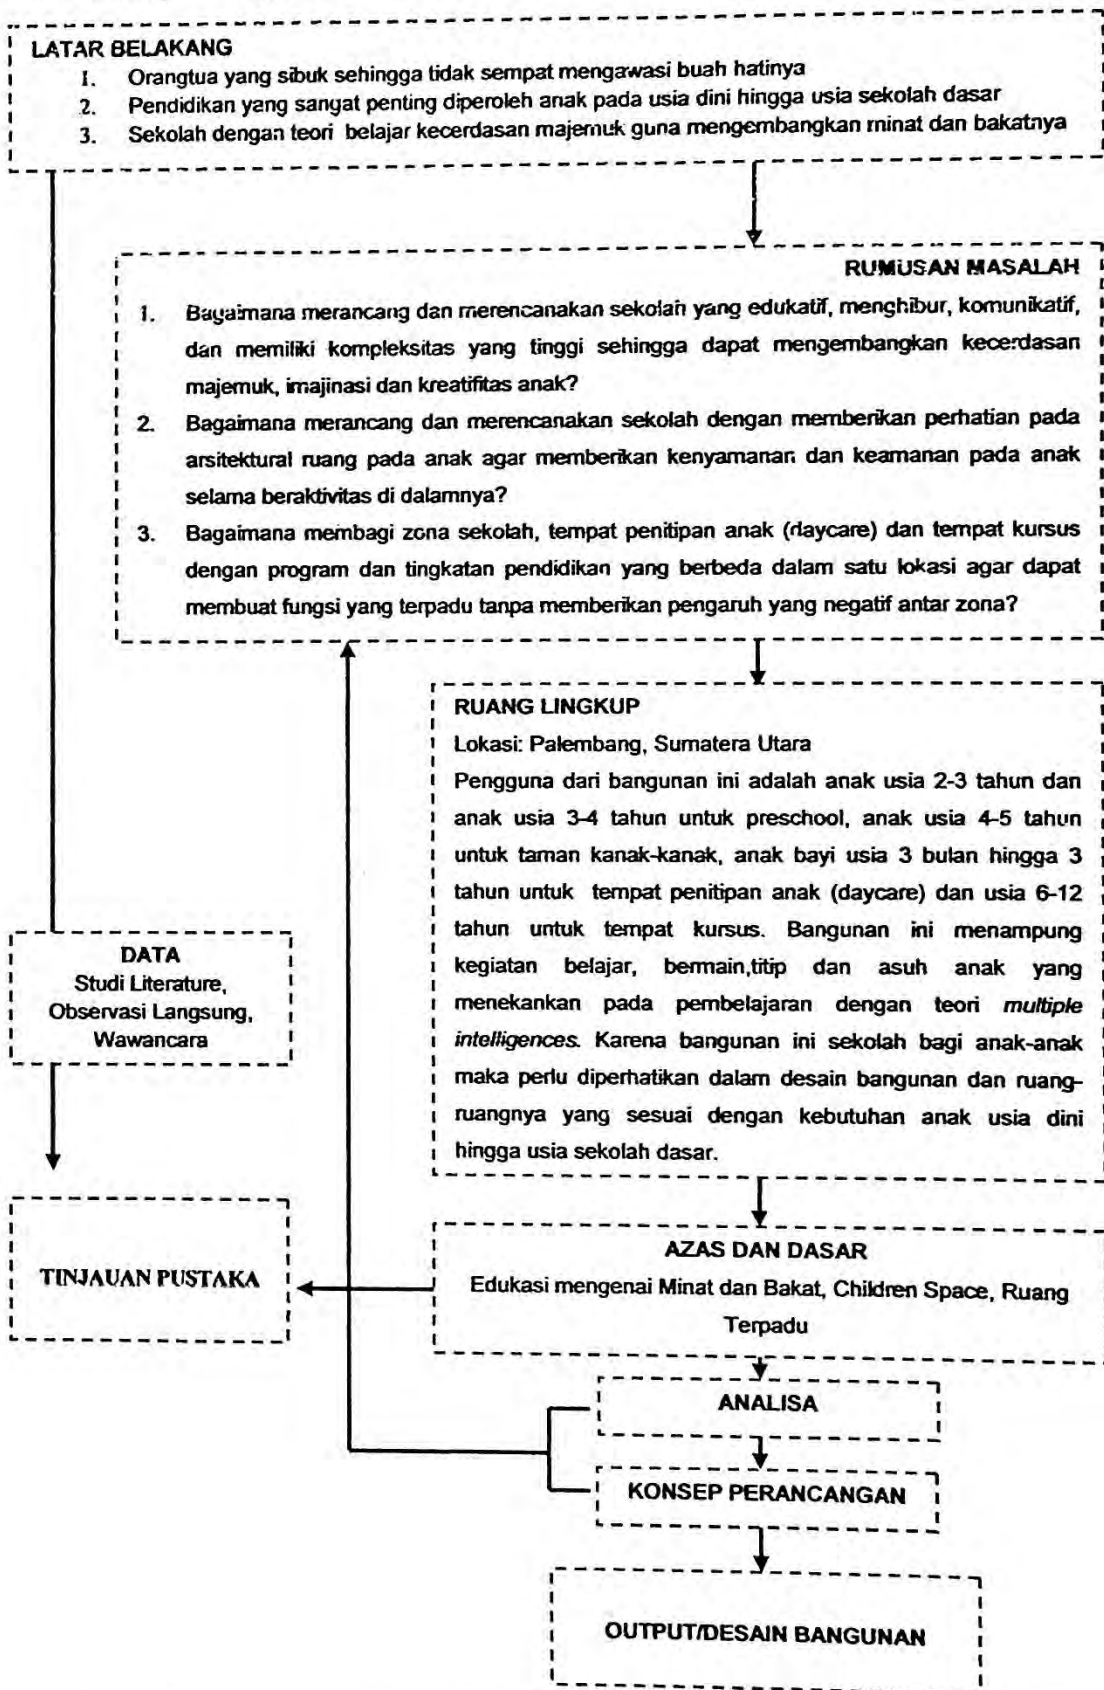 LATAR BELAKANG
1. Orangtua yang sibuk sehingga tidak sempat mengawasi buah hatinya
2. Pendidikan yang sangat penting diperoleh anak pada usia dini hingga usia sekolah dasar
3. Sekolah dengan teori belajar kecerdasan majemuk guna mengembangkan minat dan bakatnya
RUMUSAN MASALAH
1. Bagaimana merancang dan merencanakan sekolah yang edukatif, menghibur, komunikatif,
dan memiliki kompleksitas yang tinggi sehingga dapat mengembangkan kecerdasan
majemuk, imajinasi dan kreatifitas anak?
2. Bagaimana merancang dan merencanakan sekolah dengan memberikan perhatian pada
arsitektural ruang pada anak agar memberikan kenyamanan dan keamanan pada anak
selama beraktivitas di dalamnya?
3. Bagaimana membagi zona sekolah, tempat penitipan anak (daycare) dan tempat kursus
dengan program dan tingkatan pendidikan yang berbeda dalam satu lokasi agar dapat
membuat fungsi yang terpadu tanpa memberikan pengaruh yang negatif antar zona?
RUANG LINGKUP
Lokasi: Palembang, Sumatera Utara
Pengguna dari bangunan ini adalah anak usia 2-3 tahun dan
anak usia 3-4 tahun untuk preschool, anak usia 4-5 tahun
untuk taman kanak-kanak, anak bayi usia 3 bulan hingga 3
tahun untuk tempat penitipan anak (daycare) dan usia 6-12
tahun untuk tempat kursus. Bangunan ini menampung
kegiatan belajar, bermain,titip dan asuh anak yang
menekankan pada pembelajaran dengan teori multiple
intelligences. Karena bangunan ini sekolah bagi anak-anak
maka perlu diperhatikan dalam desain bangunan dan ruang-
ruangnya yang sesuai dengan kebutuhan anak usia dini
hingga usia sekolah dasar.
DATA
Studi Literature,
Observasi Langsung,
Wawancara
TINJAUAN PUSTAKA
AZAS DAN DASAR
Edukasi mengenai Minat dan Bakat, Children Space, Ruang
Terpadu
ANALISA
KONSEP PERANCANGAN
OUTPUT/DESAIN BANGUNAN